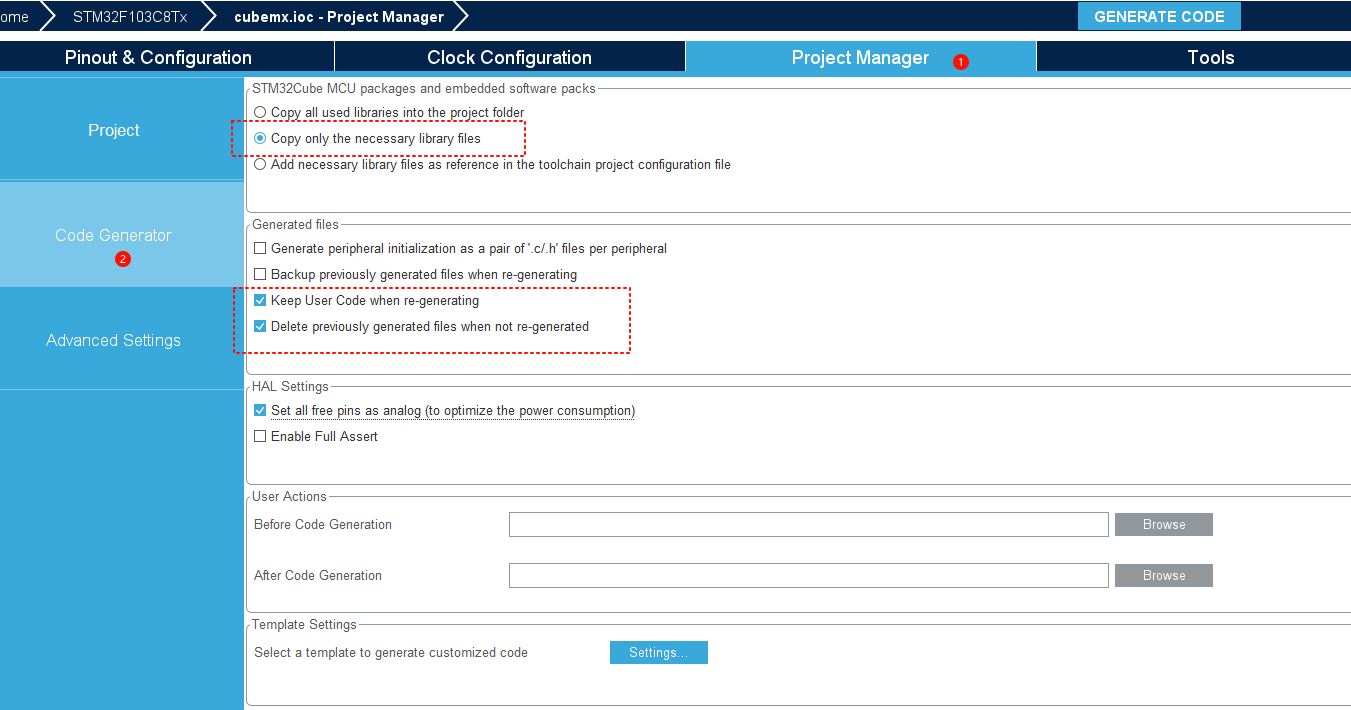 ome STM32F103C8Tx cubemx.ioc - Project Manager GENERATE CODE
Pinout & Configuration Clock Configuration Project Manager 1 Tools
Project
Code Generator
2
Advanced Settings
STM32Cube MCU packages and embedded software packs
Copy all used libraries into the project folder
Copy only the necessary library files
Add necessary library files as reference in the toolchain project configuration file
Generated files
Generate peripheral initialization as a pair of '.c/.h' files per peripheral
Backup previously generated files when re-generating
Keep User Code when re-generating
Delete previously generated files when not re-generated
HAL Settings
Set all free pins as analog (to optimize the power consumption)
Enable Full Assert
User Actions
Before Code Generation Browse
After Code Generation Browse
Template Settings
Select a template to generate customized code Settings...